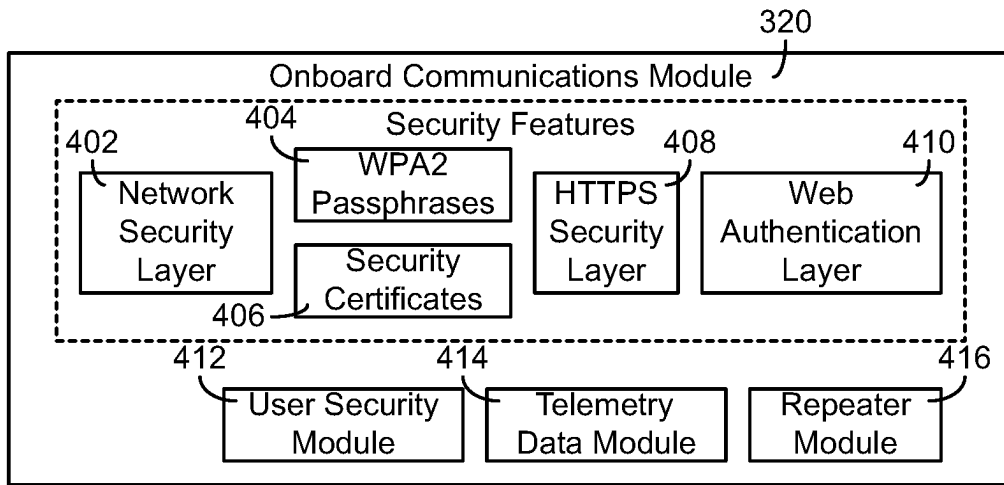 320
Onboard Communications Module
Security Features
402
Network
Security
Layer
404
WPA2
Passphrases
Security
Certificates
406
408
HTTPS
Security
Layer
410
Web
Authentication
Layer
412
User Security
Module
414
Telemetry
Data Module
416
Repeater
Module